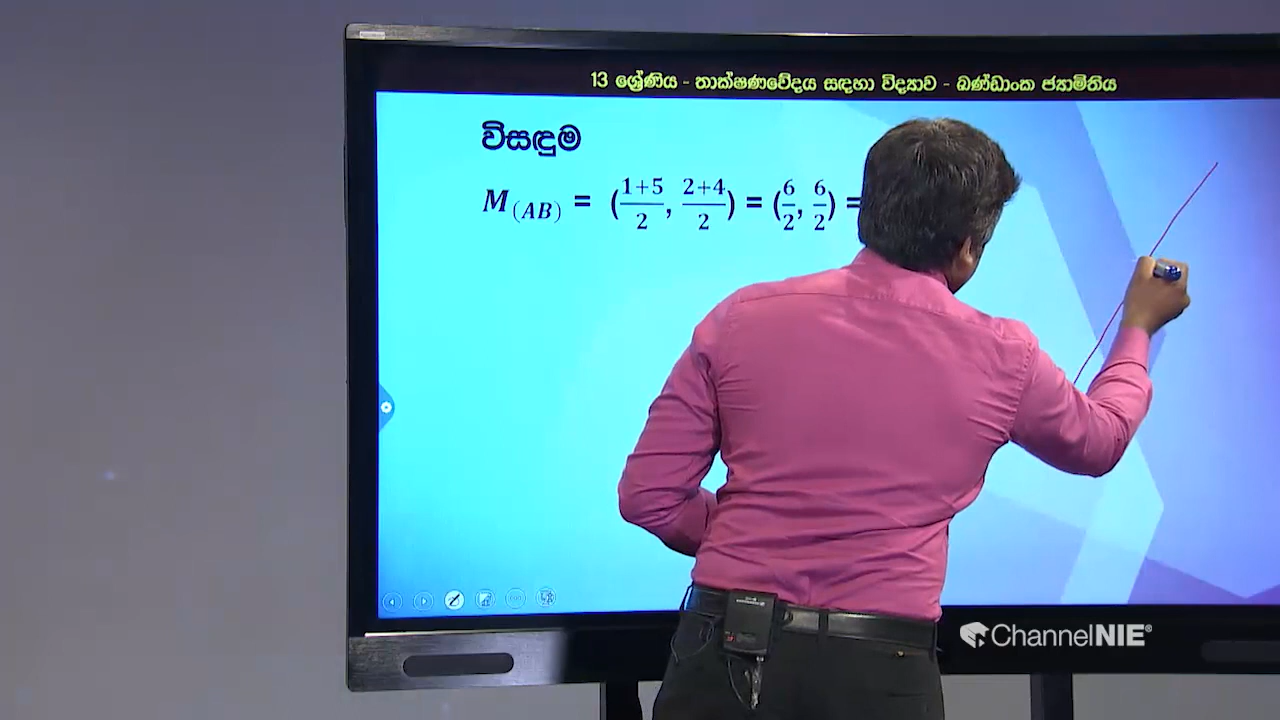 13 ශ්‍රේණිය - තාක්ෂණවේදය සඳහා විද්‍යාව - ඛණ්ඩාංක ජ්‍යාමිතිය
විසඳුම
M(AB) = (1+5/2, 2+4/2) = (6/2, 6/2) =
ChannelNIE®